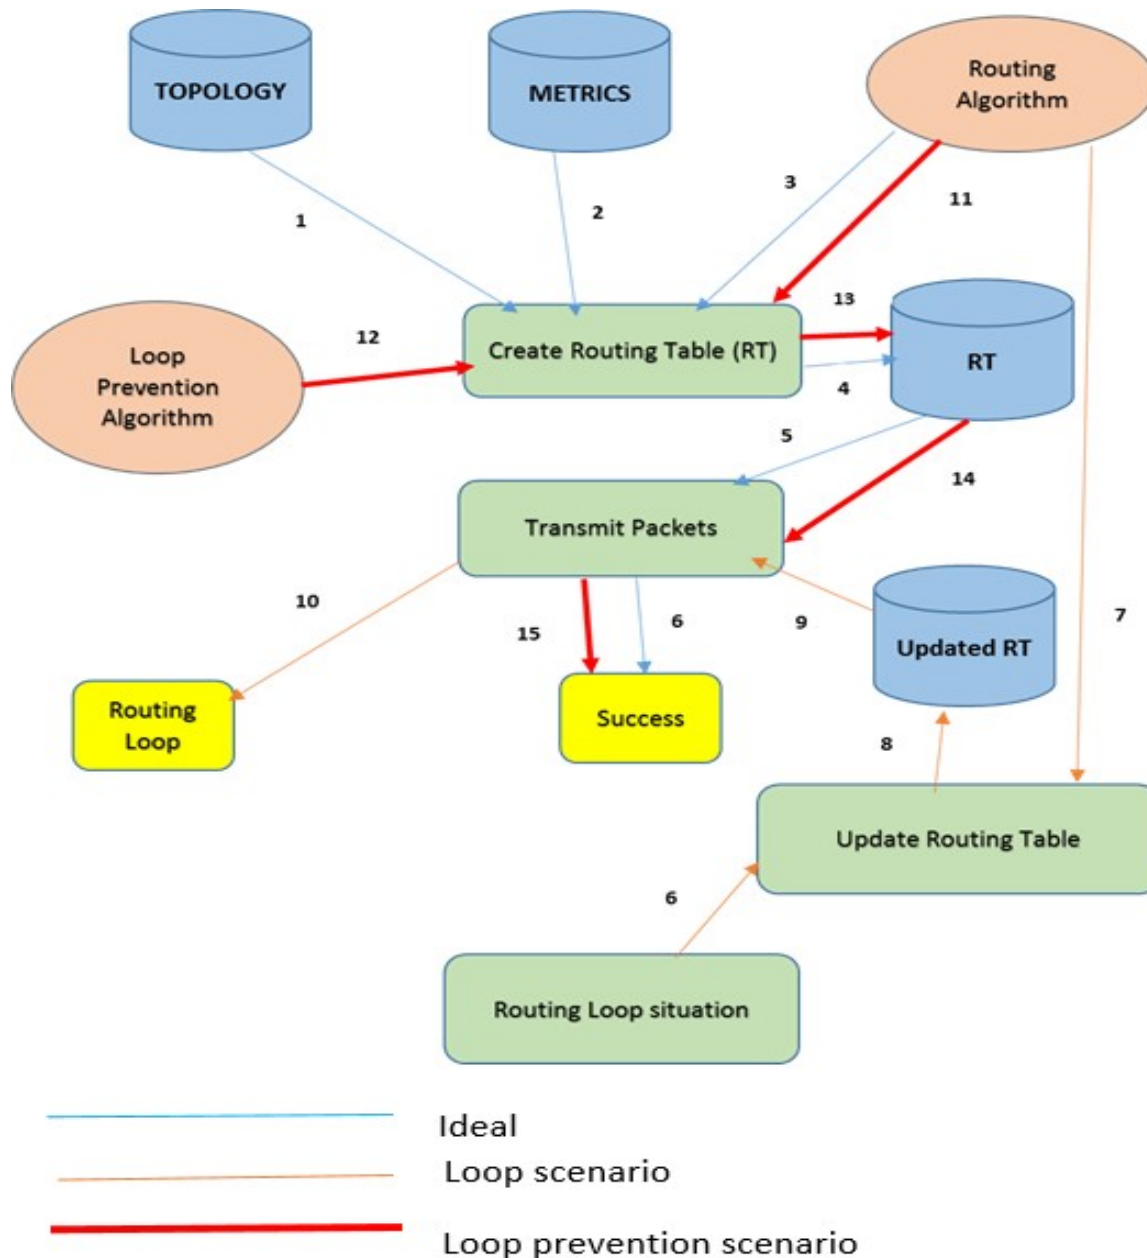 TOPOLOGY
METRICS
Routing
Algorithm
1
2
3
11
Loop
Prevention
Algorithm
12
Create Routing Table (RT)
13
4
RT
5
14
Transmit Packets
10
15
6
9
7
Updated RT
Routing
Loop
Success
8
Update Routing Table
6
Routing Loop situation
Ideal
Loop scenario
Loop prevention scenario